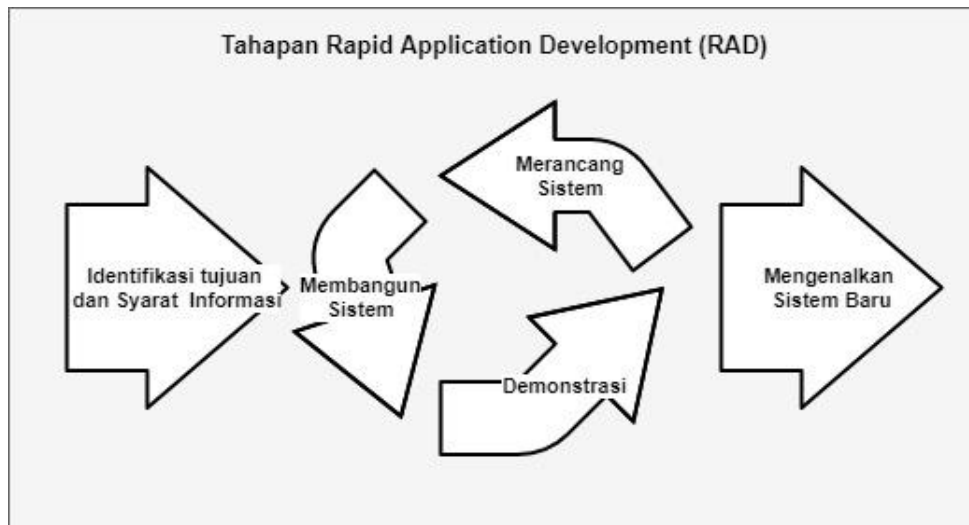 Tahapan Rapid Application Development (RAD)
Identifikasi tujuan
dan Syarat Informasi
Membangun
Sistem
Merancang
Sistem
Demonstrasi
Mengenalkan
Sistem Baru